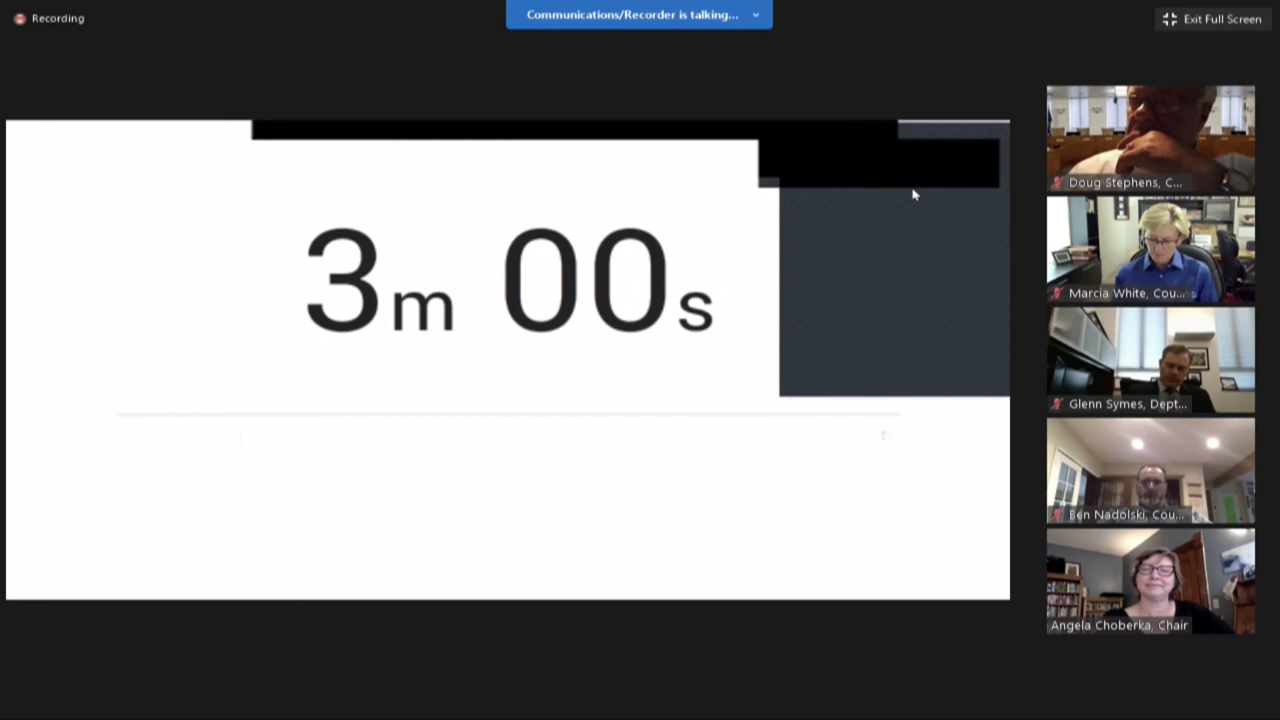 Recording
Communications/Recorder is talking...
Exit Full Screen
3m 00s
Doug Stephens, C...
Marcia White, Cou...
Glenn Symes, Dept...
Ben Nadolski, Cou...
Angela Choberka, Chair